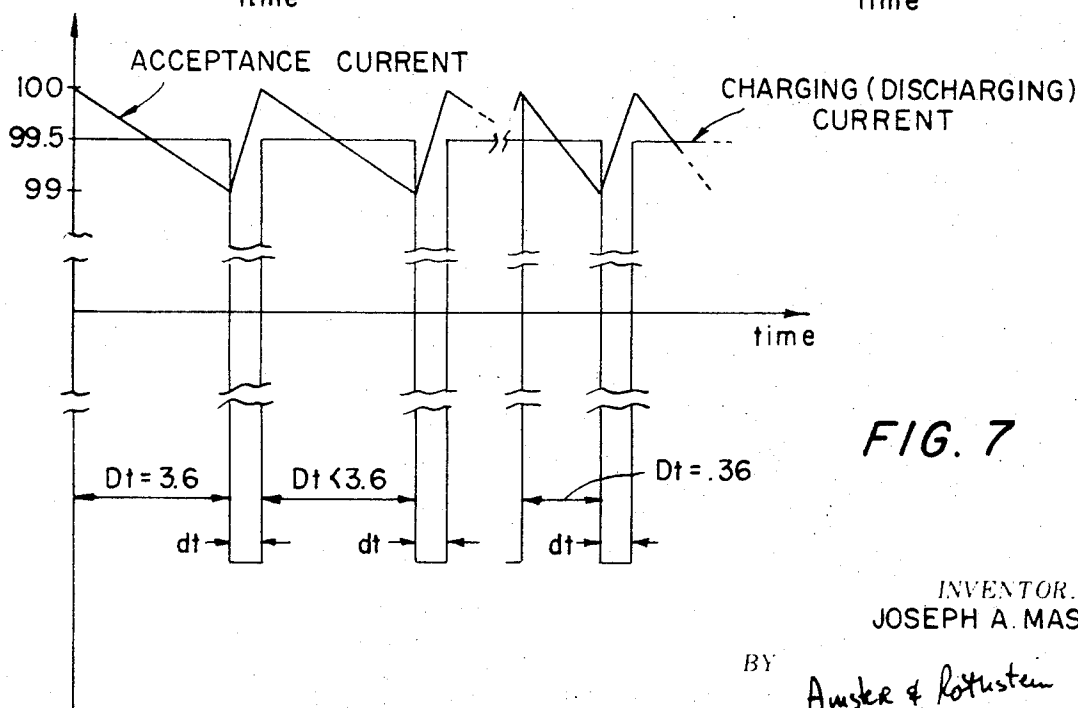 time
time
ACCEPTANCE CURRENT
100
CHARGING (DISCHARGING)
CURRENT
99.5
99
time
FIG. 7
Dt = 3.6
Dt < 3.6
Dt = .36
dt
dt
dt
INVENTOR.
JOSEPH A. MAS
BY
Amster & Rothstein